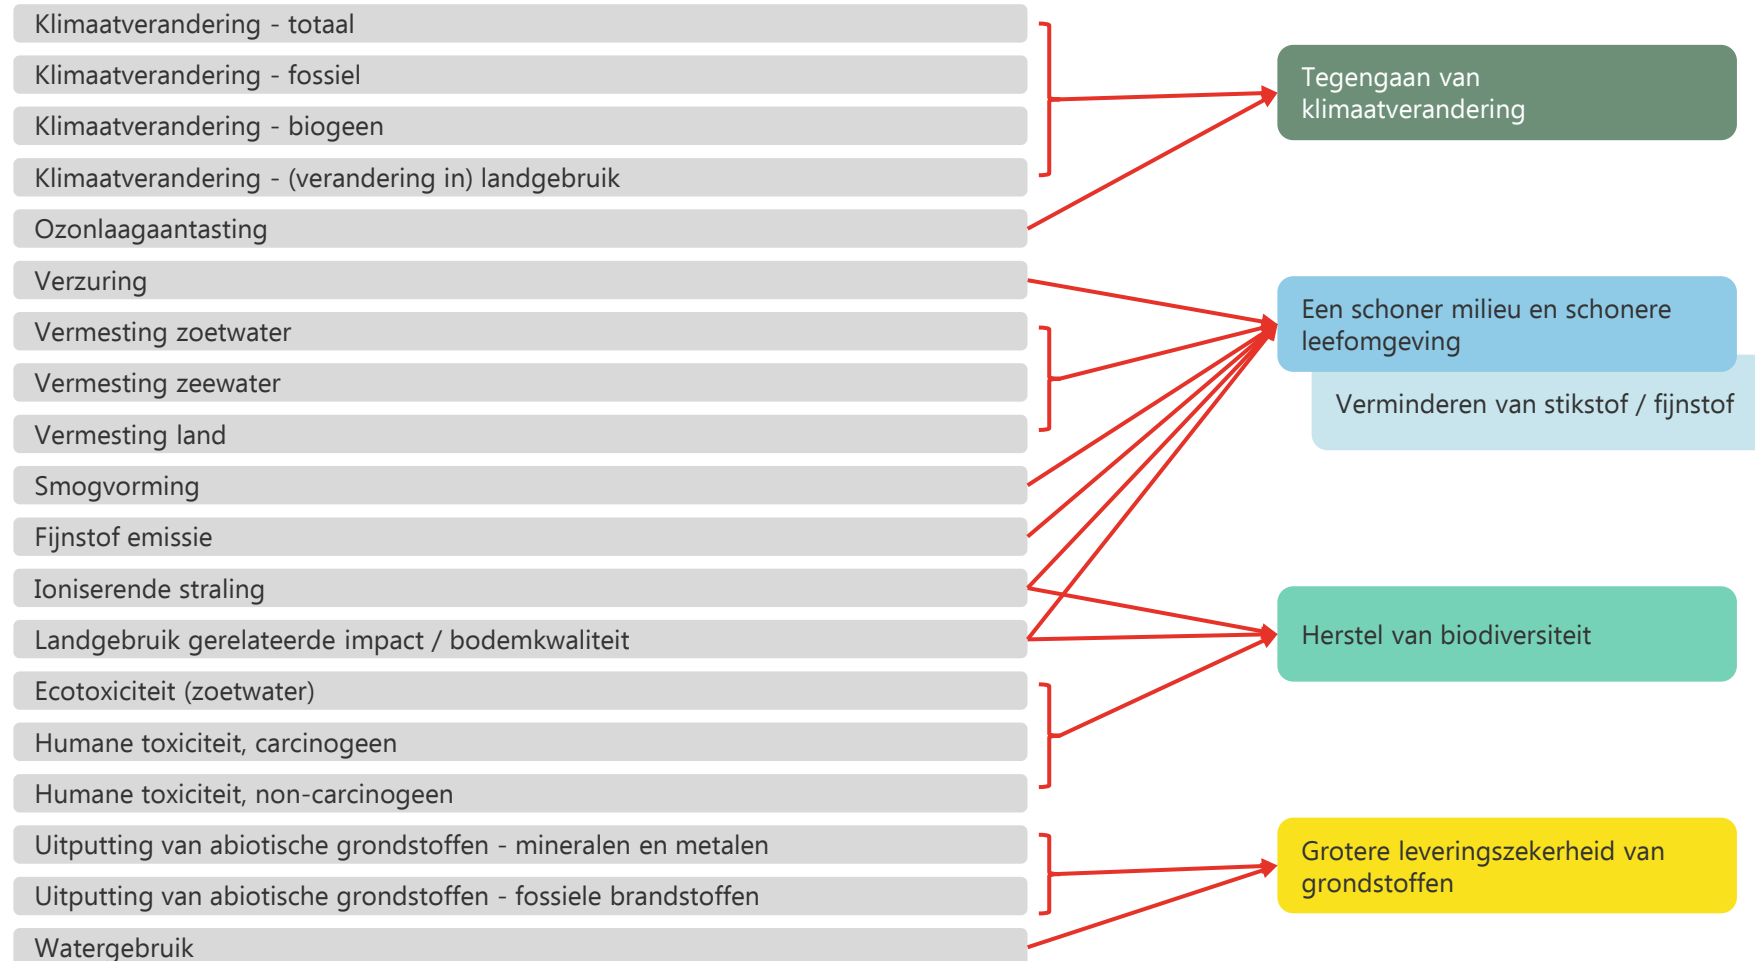 Klimaatverandering - totaal
Klimaatverandering - fossiel
Klimaatverandering - biogeen
Klimaatverandering - (verandering in) landgebruik
Ozonlaagaantasting
Verzuring
Vermesting zoetwater
Vermesting zeewater
Vermesting land
Smogvorming
Fijnstof emissie
Ioniserende straling
Landgebruik gerelateerde impact / bodemkwaliteit
Ecotoxiciteit (zoetwater)
Humane toxiciteit, carcinogeen
Humane toxiciteit, non-carcinogeen
Uitputting van abiotische grondstoffen - mineralen en metalen
Uitputting van abiotische grondstoffen - fossiele brandstoffen
Watergebruik
Tegengaan van
klimaatverandering
Een schoner milieu en schonere
leefomgeving
Verminderen van stikstof / fijnstof
Herstel van biodiversiteit
Grotere leveringszekerheid van
grondstoffen